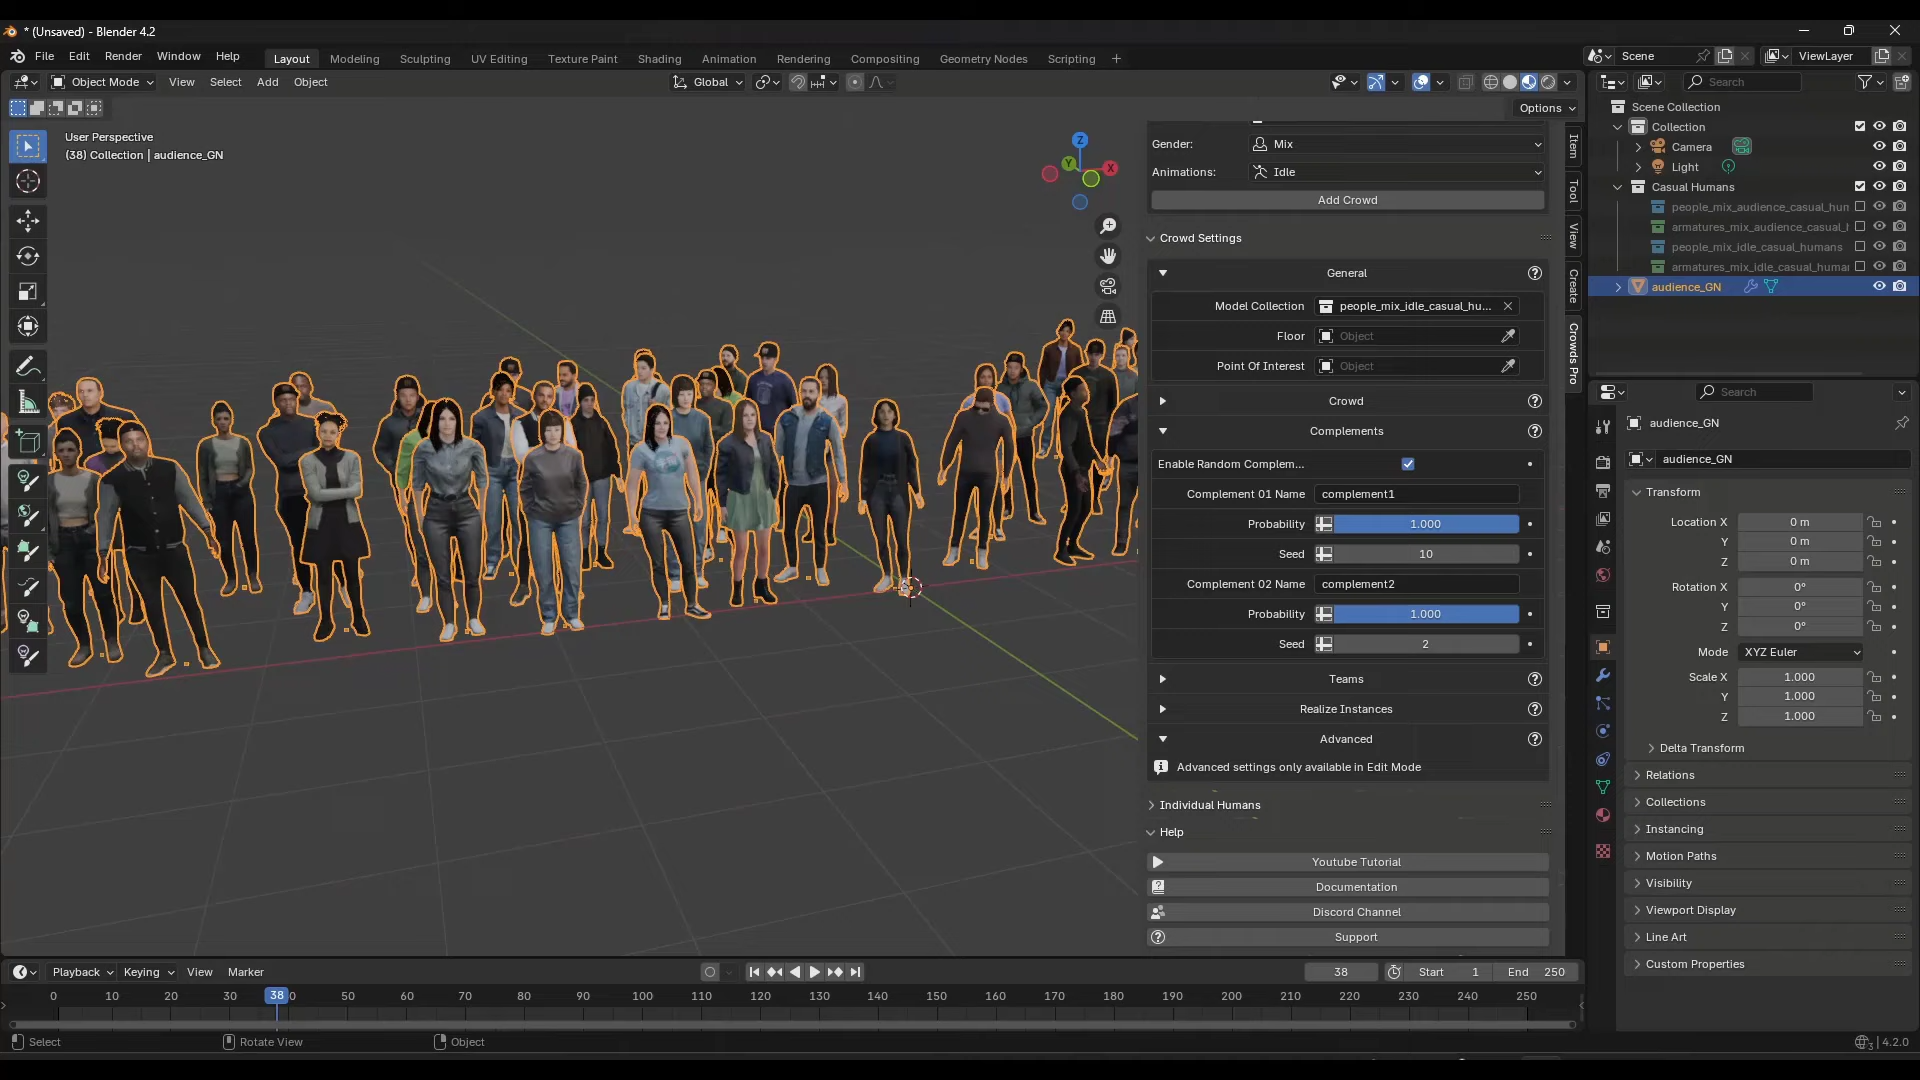 * (Unsaved) - Blender 4.2
File Edit Render Window Help Layout Modeling Sculpting UV Editing Texture Paint Shading Animation Rendering Compositing Geometry Nodes Scripting + Scene ViewLayer
Object Mode View Select Add Object Global Search
Options
User Perspective
(38) Collection | audience_GN
Z
Y
X
Gender: Mix
Animations: Idle
Add Crowd
Crowd Settings
General
Model Collection people_mix_idle_casual_hu...
Floor Object
Point Of Interest Object
Crowd
Complements
Enable Random Complem...
Complement 01 Name complement1
Probability 1.000
Seed 10
Complement 02 Name complement2
Probability 1.000
Seed 2
Teams
Realize Instances
Advanced
Advanced settings only available in Edit Mode
Individual Humans
Help
Youtube Tutorial
Documentation
Discord Channel
Support
Item
Tool
View
Create
Crowds Pro
Scene Collection
Collection
Camera
Light
Casual Humans
people_mix_audience_casual_hum
armatures_mix_audience_casual_
people_mix_idle_casual_humans
armatures_mix_idle_casual_humar
audience_GN
Search
audience_GN
audience_GN
Transform
Location X 0 m
Y 0 m
Z 0 m
Rotation X 0°
Y 0°
Z 0°
Mode XYZ Euler
Scale X 1.000
Y 1.000
Z 1.000
Delta Transform
Relations
Collections
Instancing
Motion Paths
Visibility
Viewport Display
Line Art
Custom Properties
Playback Keying View Marker 38 Start 1 End 250
0 10 20 30 38 50 60 70 80 90 100 110 120 130 140 150 160 170 180 190 200 210 220 230 240 250
Select Rotate View Object 4.2.0